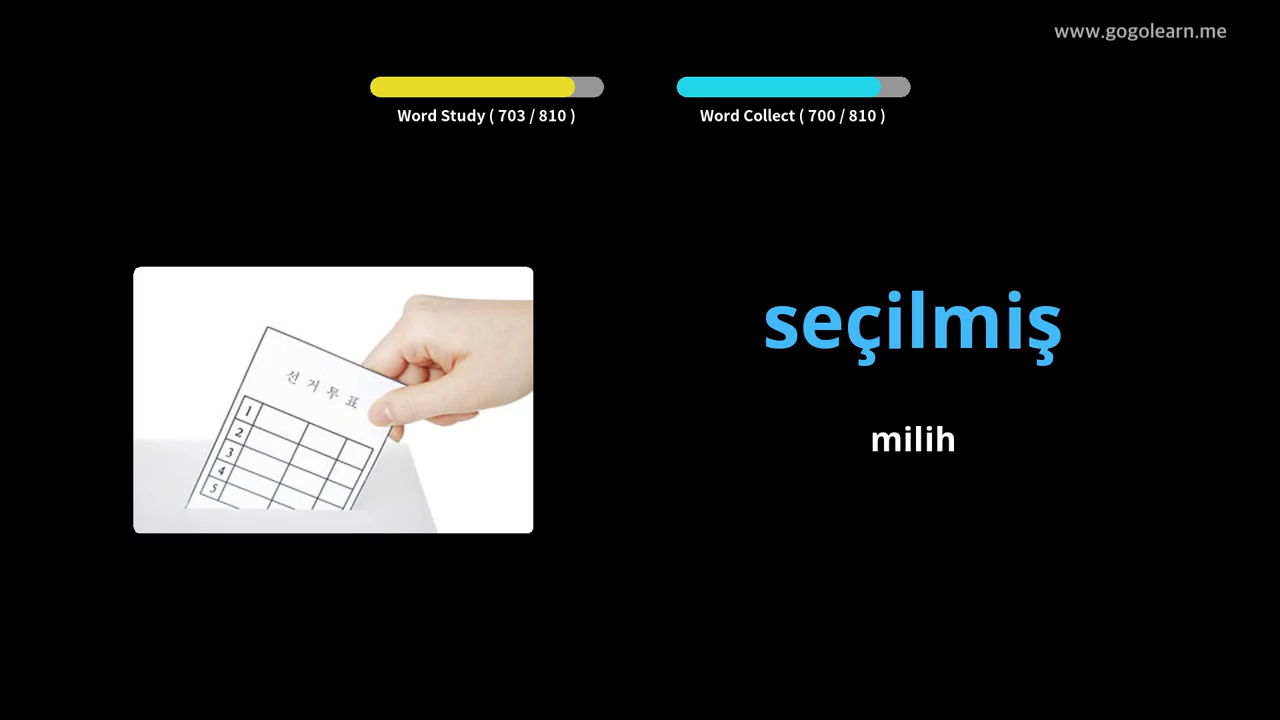 www.gogolearn.me
Word Study ( 703 / 810 )
Word Collect ( 700 / 810 )
선거투표
1
2
3
4
5
seçilmiş
milih